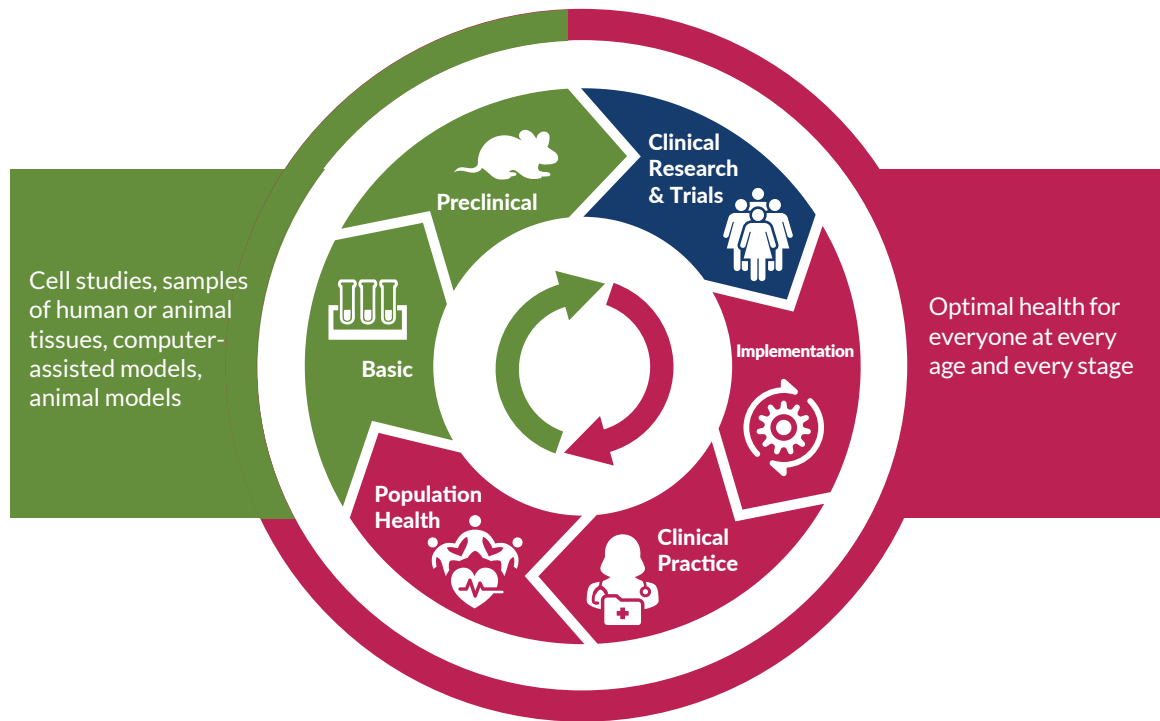 Clinical
Research
& Trials
Preclinical
Cell studies, samples
of human or animal
tissues, computer-
assisted models,
animal models
Basic
Implementation
Optimal health for
everyone at every
age and every stage
Population
Health
Clinical
Practice